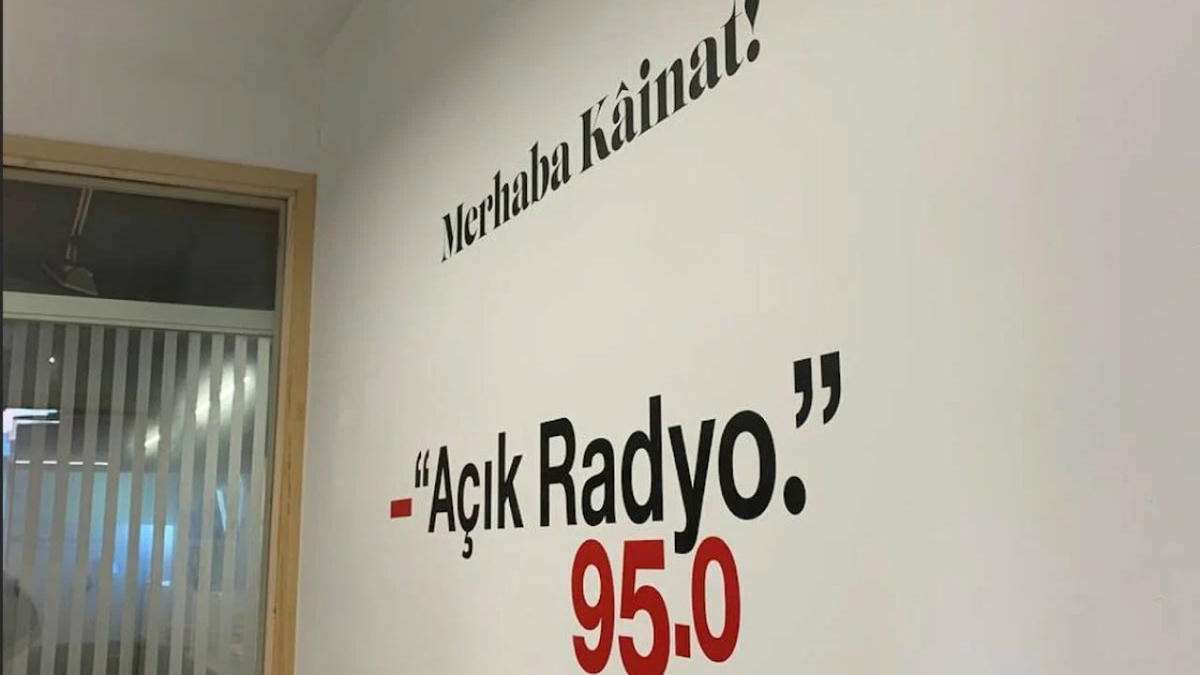 Merhaba Kâinat!
–“Açık Radyo.”
95.0